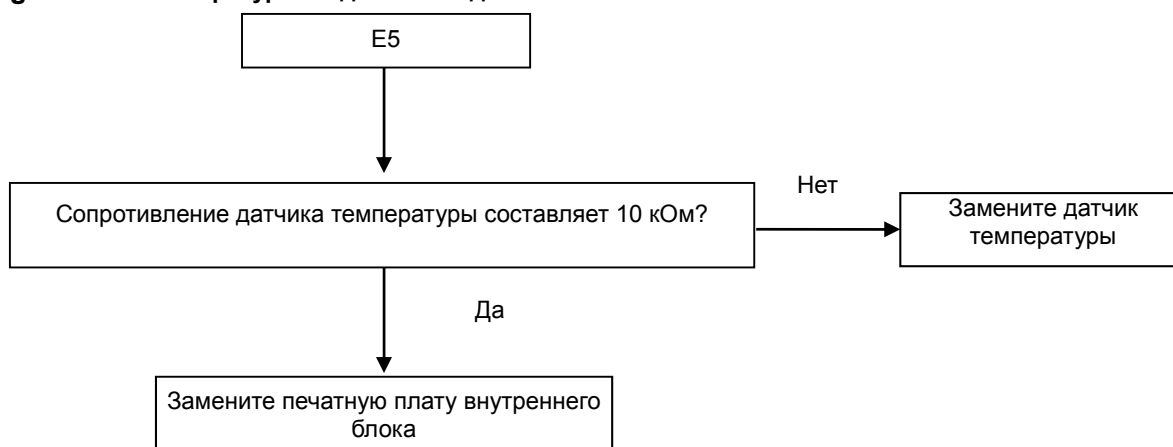 E5
Сопротивление датчика температуры составляет 10 кОм?
Нет
Замените датчик
температуры
Да
Замените печатную плату внутреннего
блока